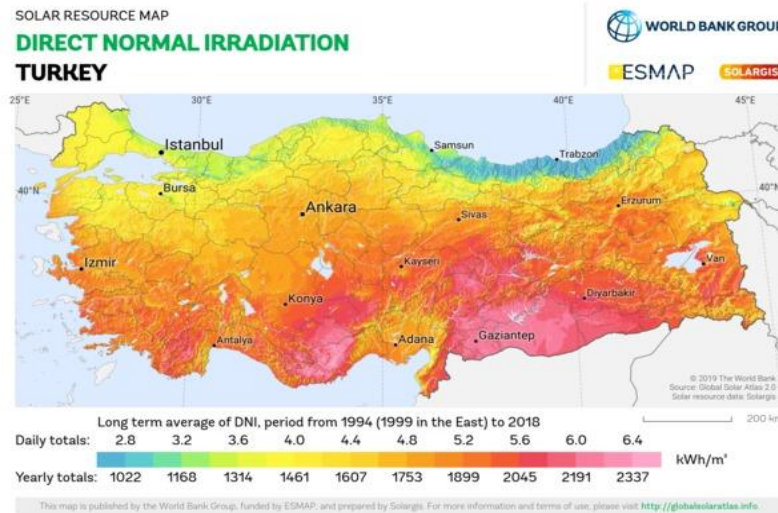 SOLAR RESOURCE MAP
DIRECT NORMAL IRRADIATION
TURKEY
WORLD BANK GROUP
ESMAP
SOLARGIS
25°E 30°E 35°E 40°E 45°E
Istanbul
Samsun
Trabzon
40°N
40°N
Bursa
Ankara
Erzurum
Sivas
Izmir
Kayseri
Van
Konya
Diyarbakir
Antalya
Adana
Gaziantep
© 2019 The World Bank
Source: Global Solar Atlas 2.0
Solar resource data: Solargis
Long term average of DNI, period from 1994 (1999 in the East) to 2018
200 km
Daily totals: 2.8 3.2 3.6 4.0 4.4 4.8 5.2 5.6 6.0 6.4
kWh/m²
Yearly totals: 1022 1168 1314 1461 1607 1753 1899 2045 2191 2337
This map is published by the World Bank Group, funded by ESMAP, and prepared by Solargis. For more information and terms of use, please visit http://globalsolaratlas.info.